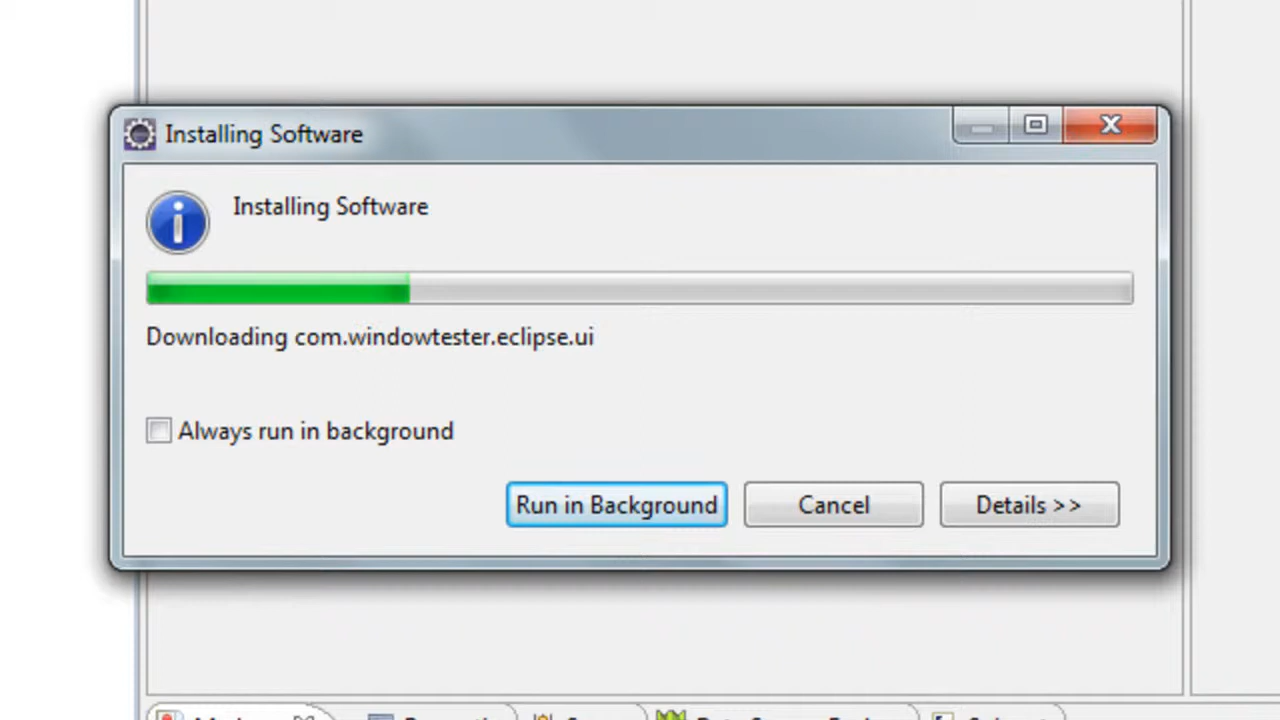 Installing Software
Installing Software
Downloading com.windowtester.eclipse.ui
Always run in background
Run in Background
Cancel
Details >>